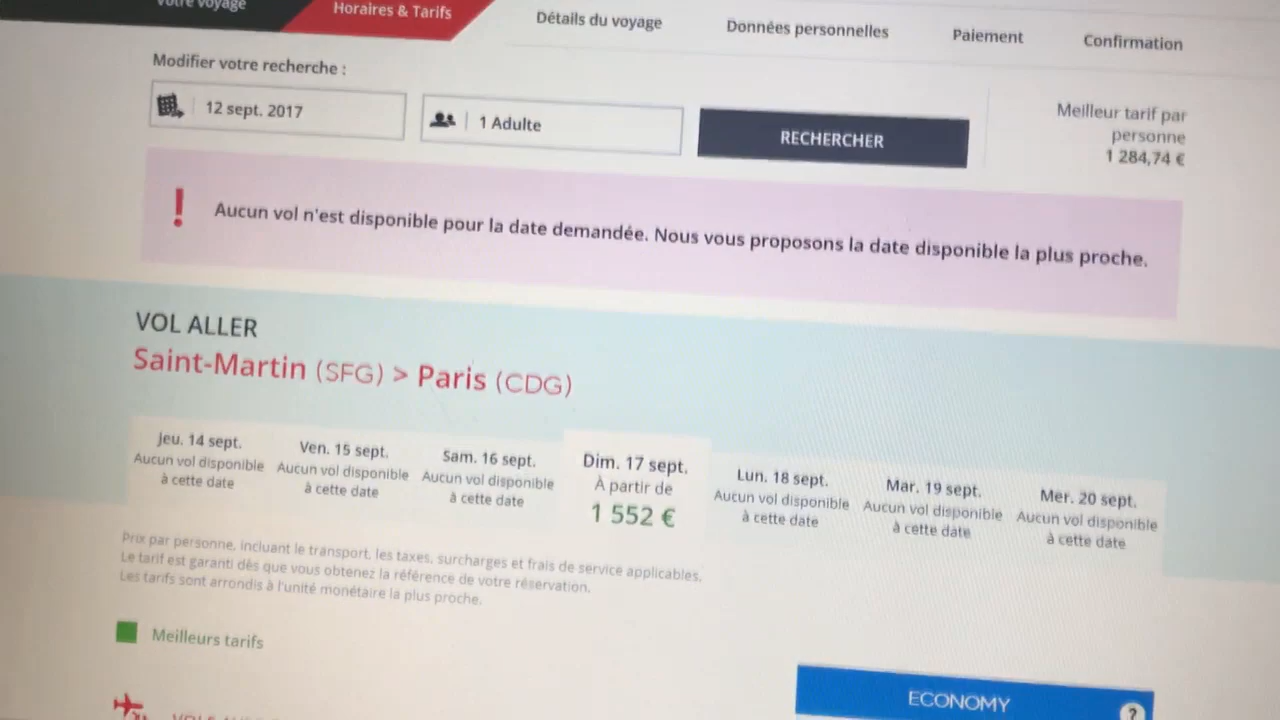 Votre voyage
Horaires & Tarifs
Détails du voyage
Données personnelles
Paiement
Confirmation
Modifier votre recherche :
12 sept. 2017
1 Adulte
RECHERCHER
Meilleur tarif par
personne
1 284,74 €
! Aucun vol n'est disponible pour la date demandée. Nous vous proposons la date disponible la plus proche.
VOL ALLER
Saint-Martin (SFG) > Paris (CDG)
Jeu. 14 sept.
Aucun vol disponible
à cette date
Ven. 15 sept.
Aucun vol disponible
à cette date
Sam. 16 sept.
Aucun vol disponible
à cette date
Dim. 17 sept.
À partir de
1 552 €
Lun. 18 sept.
Aucun vol disponible
à cette date
Mar. 19 sept.
Aucun vol disponible
à cette date
Mer. 20 sept.
Aucun vol disponible
à cette date
Prix par personne, incluant le transport, les taxes, surcharges et frais de service applicables.
Le tarif est garanti dès que vous obtenez la référence de votre réservation.
Les tarifs sont arrondis à l'unité monétaire la plus proche.
Meilleurs tarifs
ECONOMY ?